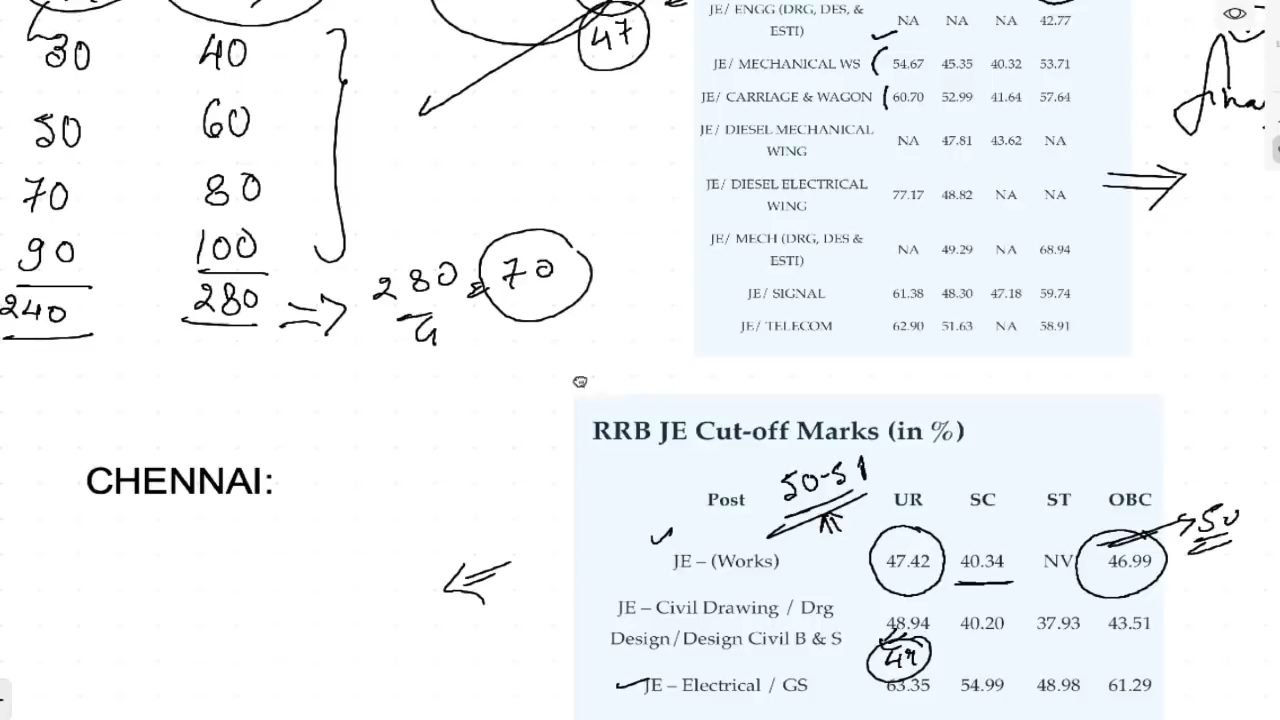 30 40
50 60
70 80
90 100
240 280
280
4
70
47
JE/ ENGG (DRG, DES, &
ESTI) NA NA NA 42.77
JE/ MECHANICAL WS 54.67 45.35 40.32 53.71
JE/ CARRIAGE & WAGON 60.70 52.99 41.64 57.64
JE/ DIESEL MECHANICAL
WING NA 47.81 43.62 NA
JE/ DIESEL ELECTRICAL
WING 77.17 48.82 NA NA
JE/ MECH (DRG, DES &
ESTI) NA 49.29 NA 68.94
JE/ SIGNAL 61.38 48.30 47.18 59.74
JE/ TELECOM 62.90 51.63 NA 58.91
CHENNAI:
RRB JE Cut-off Marks (in %)
50-51
Post UR SC ST OBC
50
JE – (Works) 47.42 40.34 NV 46.99
JE – Civil Drawing / Drg
Design/Design Civil B & S 48.94 40.20 37.93 43.51
JE – Electrical / GS 63.35 54.99 48.98 61.29